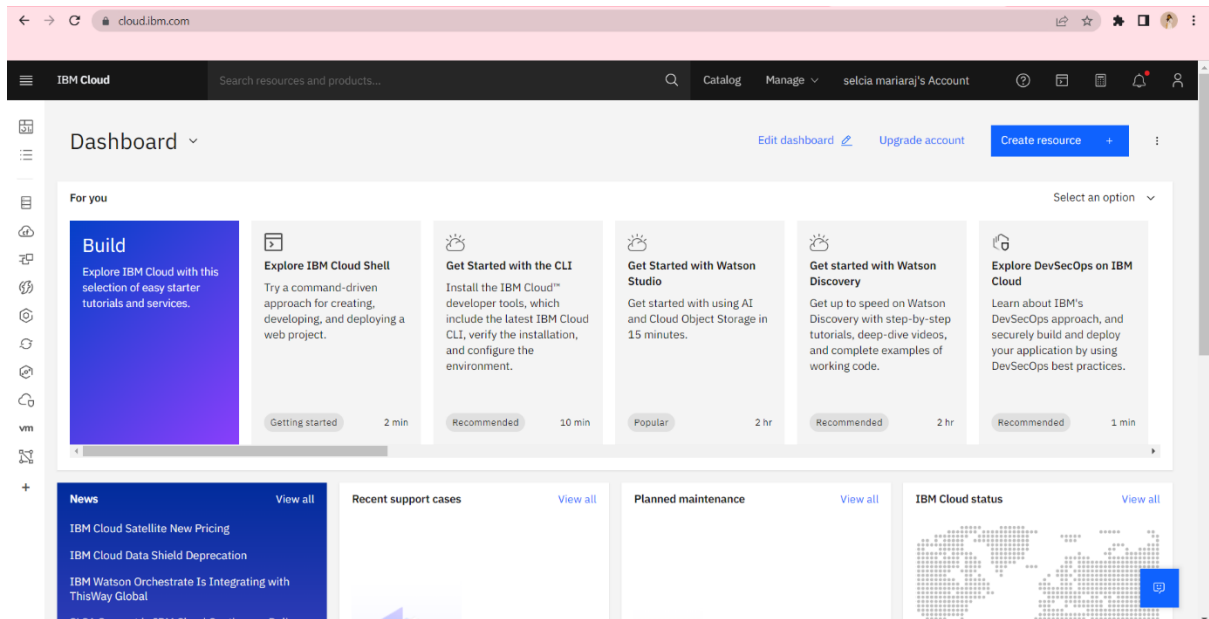 cloud.ibm.com
IBM Cloud
Search resources and products...
Catalog
Manage
selcia mariaraj's Account
Dashboard
Edit dashboard
Upgrade account
Create resource +
For you
Select an option
Build
Explore IBM Cloud with this
selection of easy starter
tutorials and services.
Explore IBM Cloud Shell
Try a command-driven
approach for creating,
developing, and deploying a
web project.
Getting started
2 min
Get Started with the CLI
Install the IBM Cloud™
developer tools, which
include the latest IBM Cloud
CLI, verify the installation,
and configure the
environment.
Recommended
10 min
Get Started with Watson
Studio
Get started with using AI
and Cloud Object Storage in
15 minutes.
Popular
2 hr
Get started with Watson
Discovery
Get up to speed on Watson
Discovery with step-by-step
tutorials, deep-dive videos,
and complete examples of
working code.
Recommended
2 hr
Explore DevSecOps on IBM
Cloud
Learn about IBM's
DevSecOps approach, and
securely build and deploy
your application by using
DevSecOps best practices.
Recommended
1 min
vm
News
View all
IBM Cloud Satellite New Pricing
IBM Cloud Data Shield Deprecation
IBM Watson Orchestrate Is Integrating with
ThisWay Global
Recent support cases
View all
Planned maintenance
View all
IBM Cloud status
View all